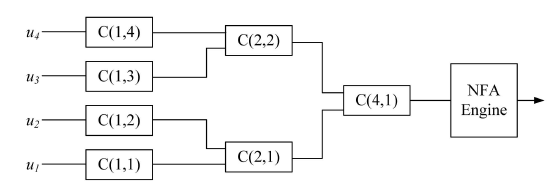 u4
C(1,4)
C(2,2)
u3
C(1,3)
C(4,1)
NFA
Engine
u2
C(1,2)
C(2,1)
u1
C(1,1)